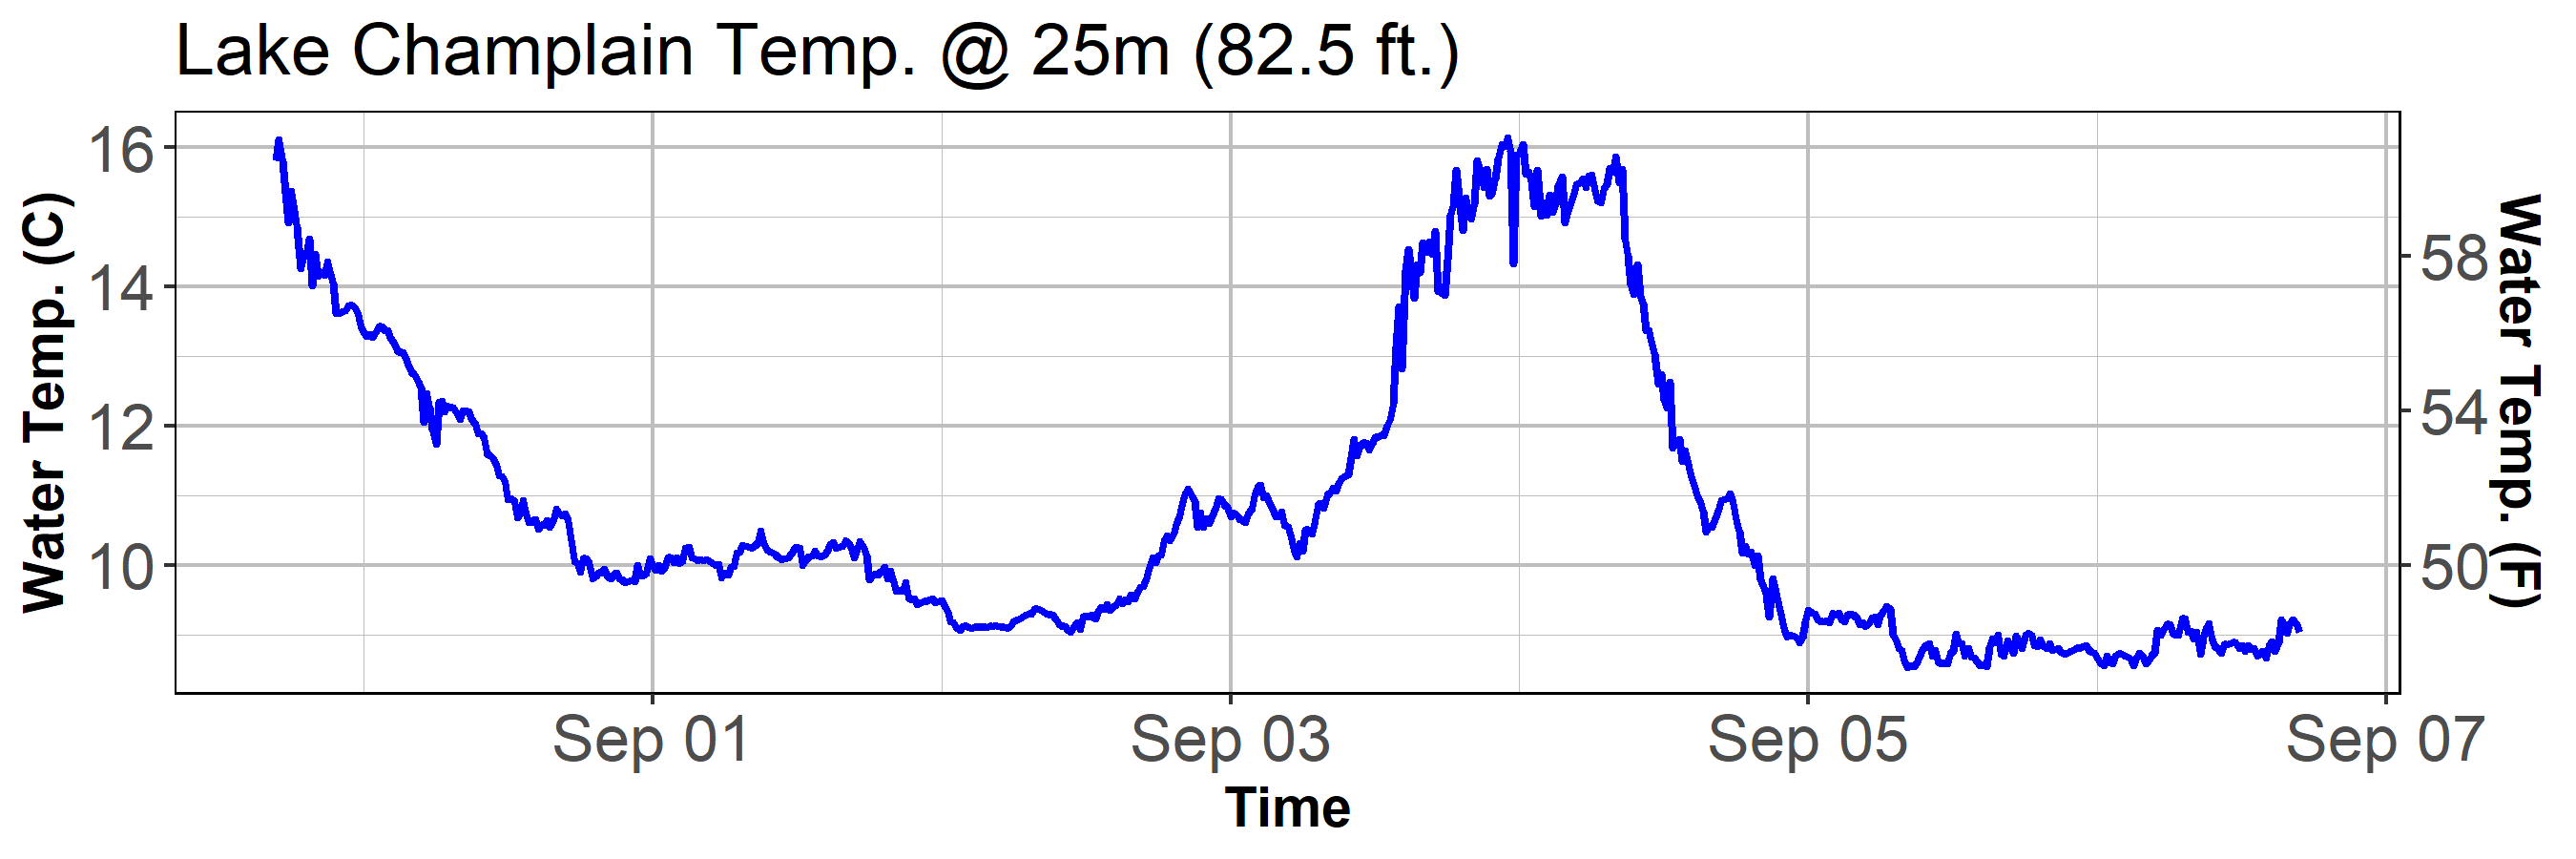 Lake Champlain Temp. @ 25m (82.5 ft.)
Water Temp. (C)
16
14
12
10
58
54
50
Water Temp. (F)
Sep 01 Sep 03 Sep 05 Sep 07
Time